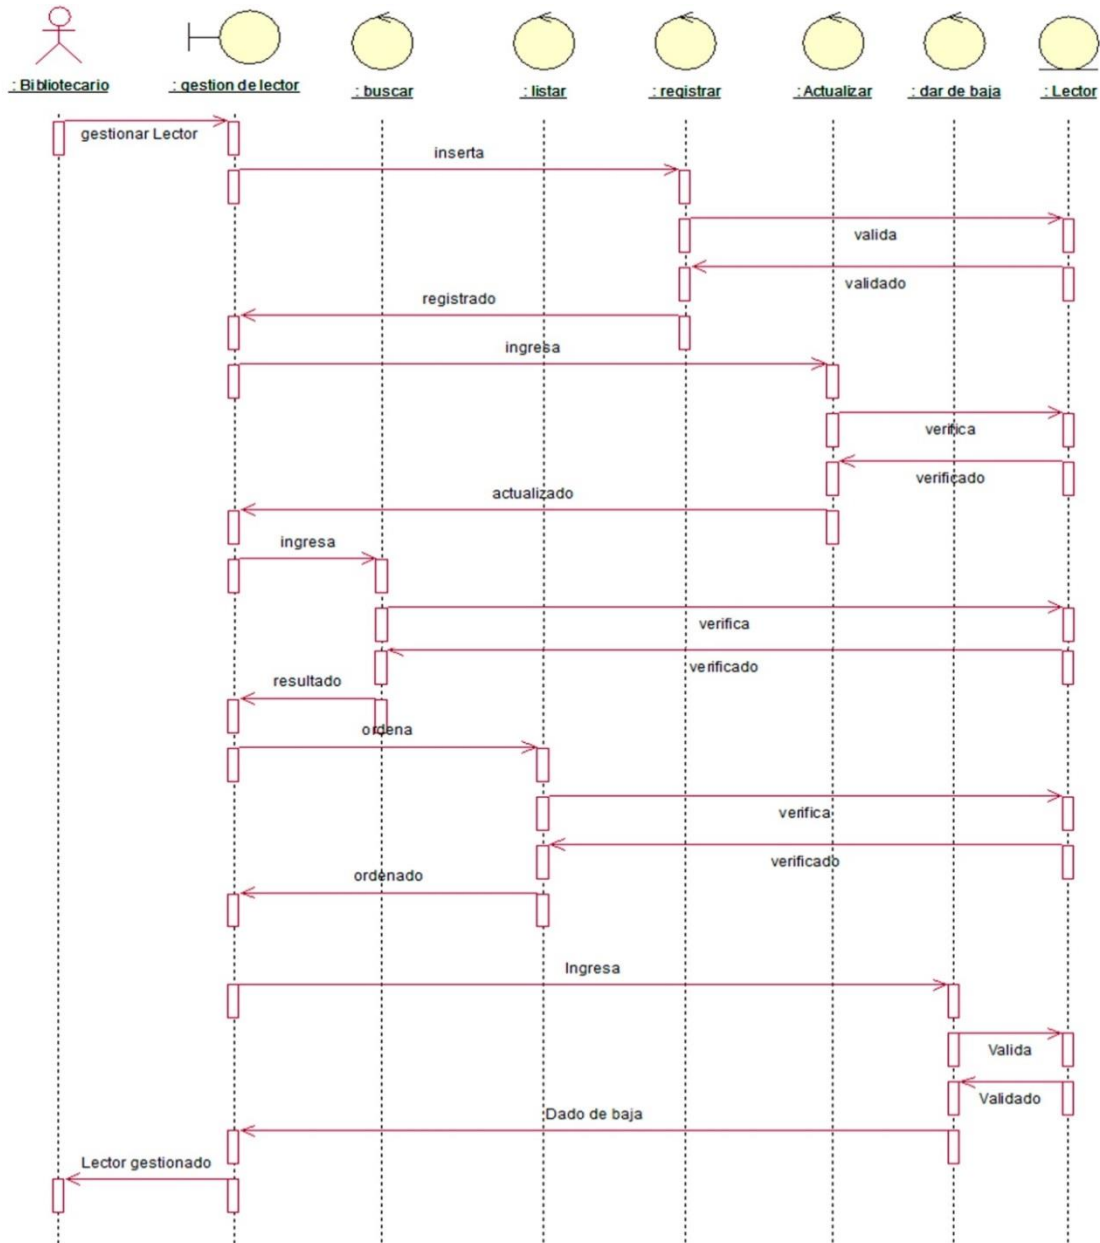 : Bibliotecario
: gestion de lector
: buscar
: listar
: registrar
: Actualizar
: dar de baja
: Lector
gestionar Lector
inserta
valida
validado
registrado
ingresa
verifica
verificado
actualizado
ingresa
verifica
verificado
resultado
ordena
verifica
verificado
ordenado
Ingresa
Valida
Validado
Dado de baja
Lector gestionado